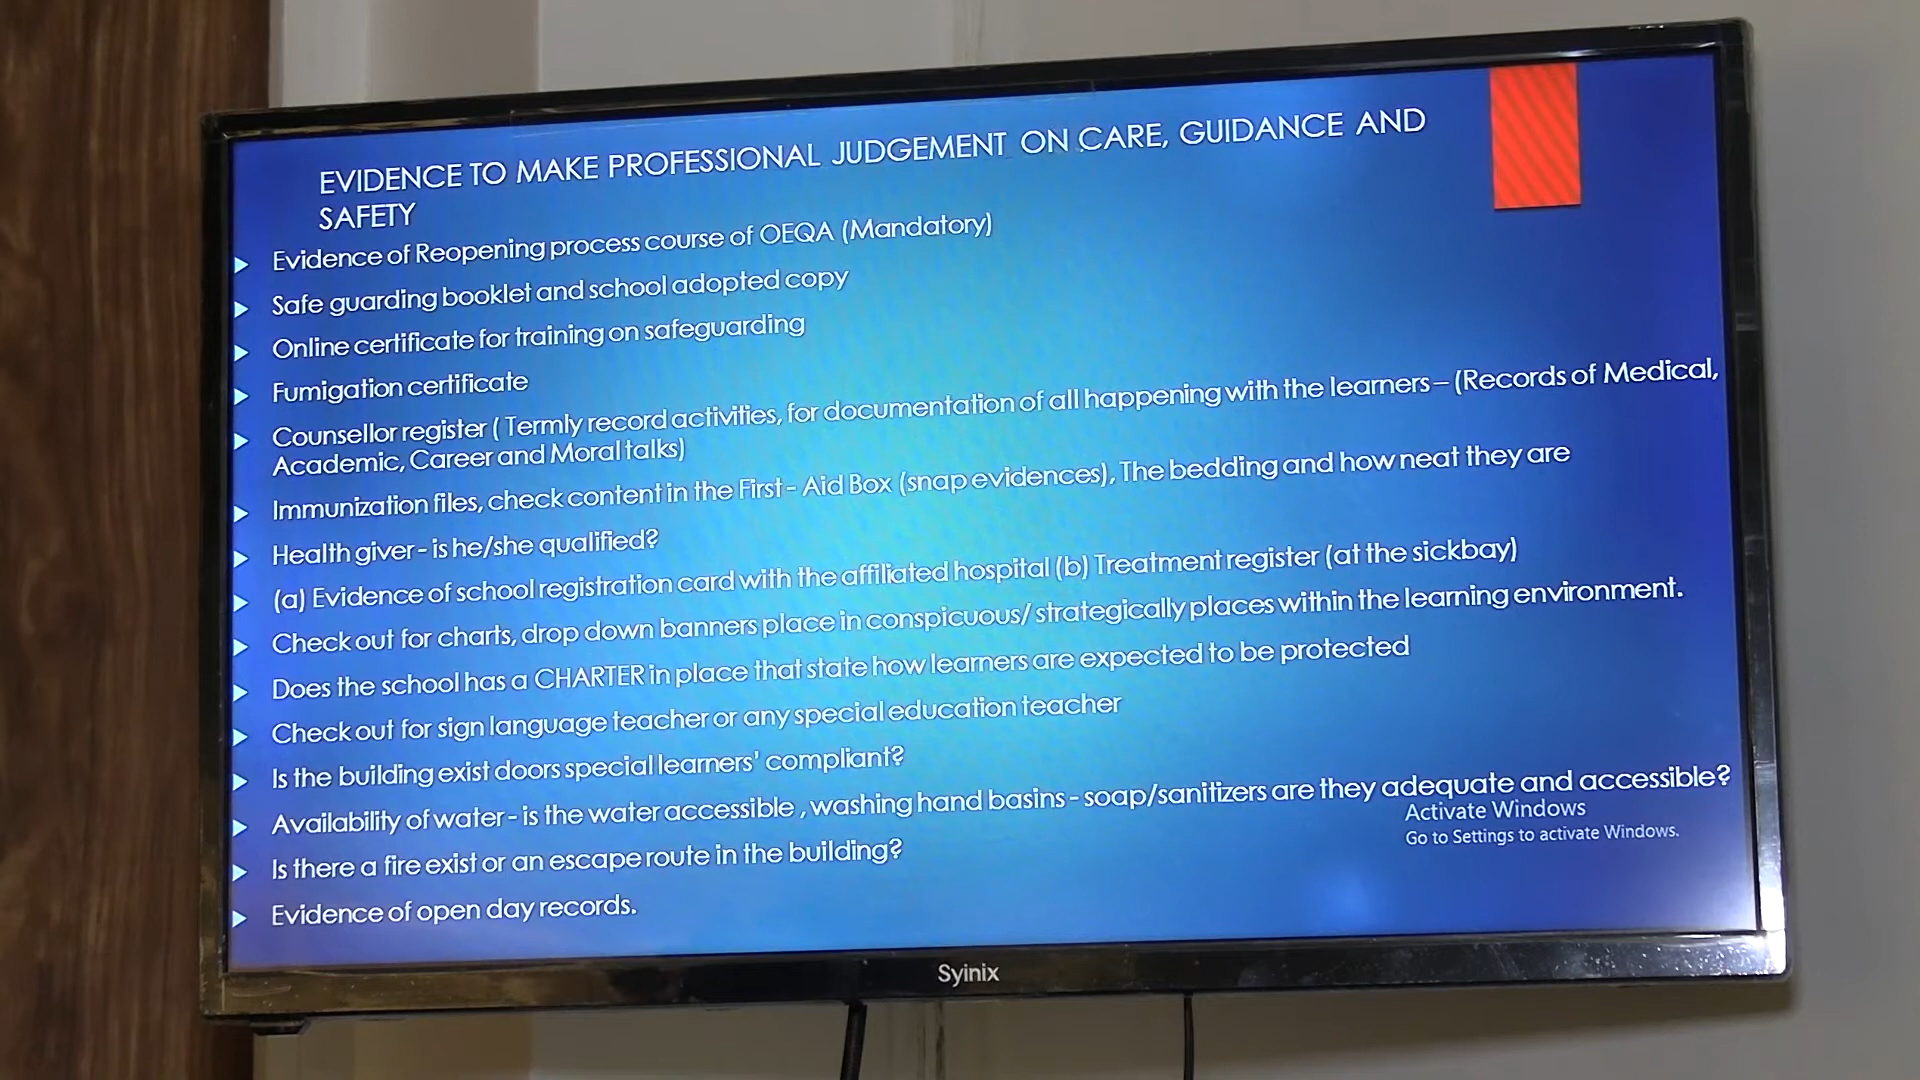 EVIDENCE TO MAKE PROFESSIONAL JUDGEMENT ON CARE, GUIDANCE AND
SAFETY
Evidence of Reopening process course of OEQA (Mandatory)
Safe guarding booklet and school adopted copy
Online certificate for training on safeguarding
Fumigation certificate
Counsellor register ( Termly record activities, for documentation of all happening with the learners – (Records of Medical,
Academic, Career and Moral talks)
Immunization files, check content in the First - Aid Box (snap evidences), The bedding and how neat they are
Health giver - is he/she qualified?
(a) Evidence of school registration card with the affiliated hospital (b) Treatment register (at the sickbay)
Check out for charts, drop down banners place in conspicuous/ strategically places within the learning environment.
Does the school has a CHARTER in place that state how learners are expected to be protected
Check out for sign language teacher or any special education teacher
Is the building exist doors special learners' compliant?
Availability of water - is the water accessible , washing hand basins - soap/sanitizers are they adequate and accessible?
Activate Windows
Go to Settings to activate Windows.
Is there a fire exist or an escape route in the building?
Evidence of open day records.
Syinix